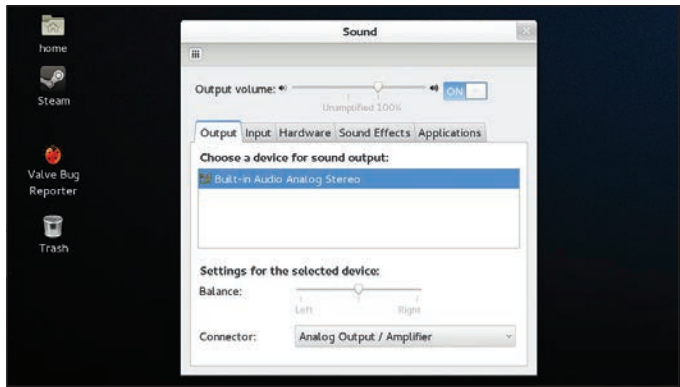 home
Steam
Valve Bug
Reporter
Trash
Sound
Output volume:
ON
Unamplified 100%
Output Input Hardware Sound Effects Applications
Choose a device for sound output:
Built-in Audio Analog Stereo
Settings for the selected device:
Balance:
Left Right
Connector: Analog Output / Amplifier